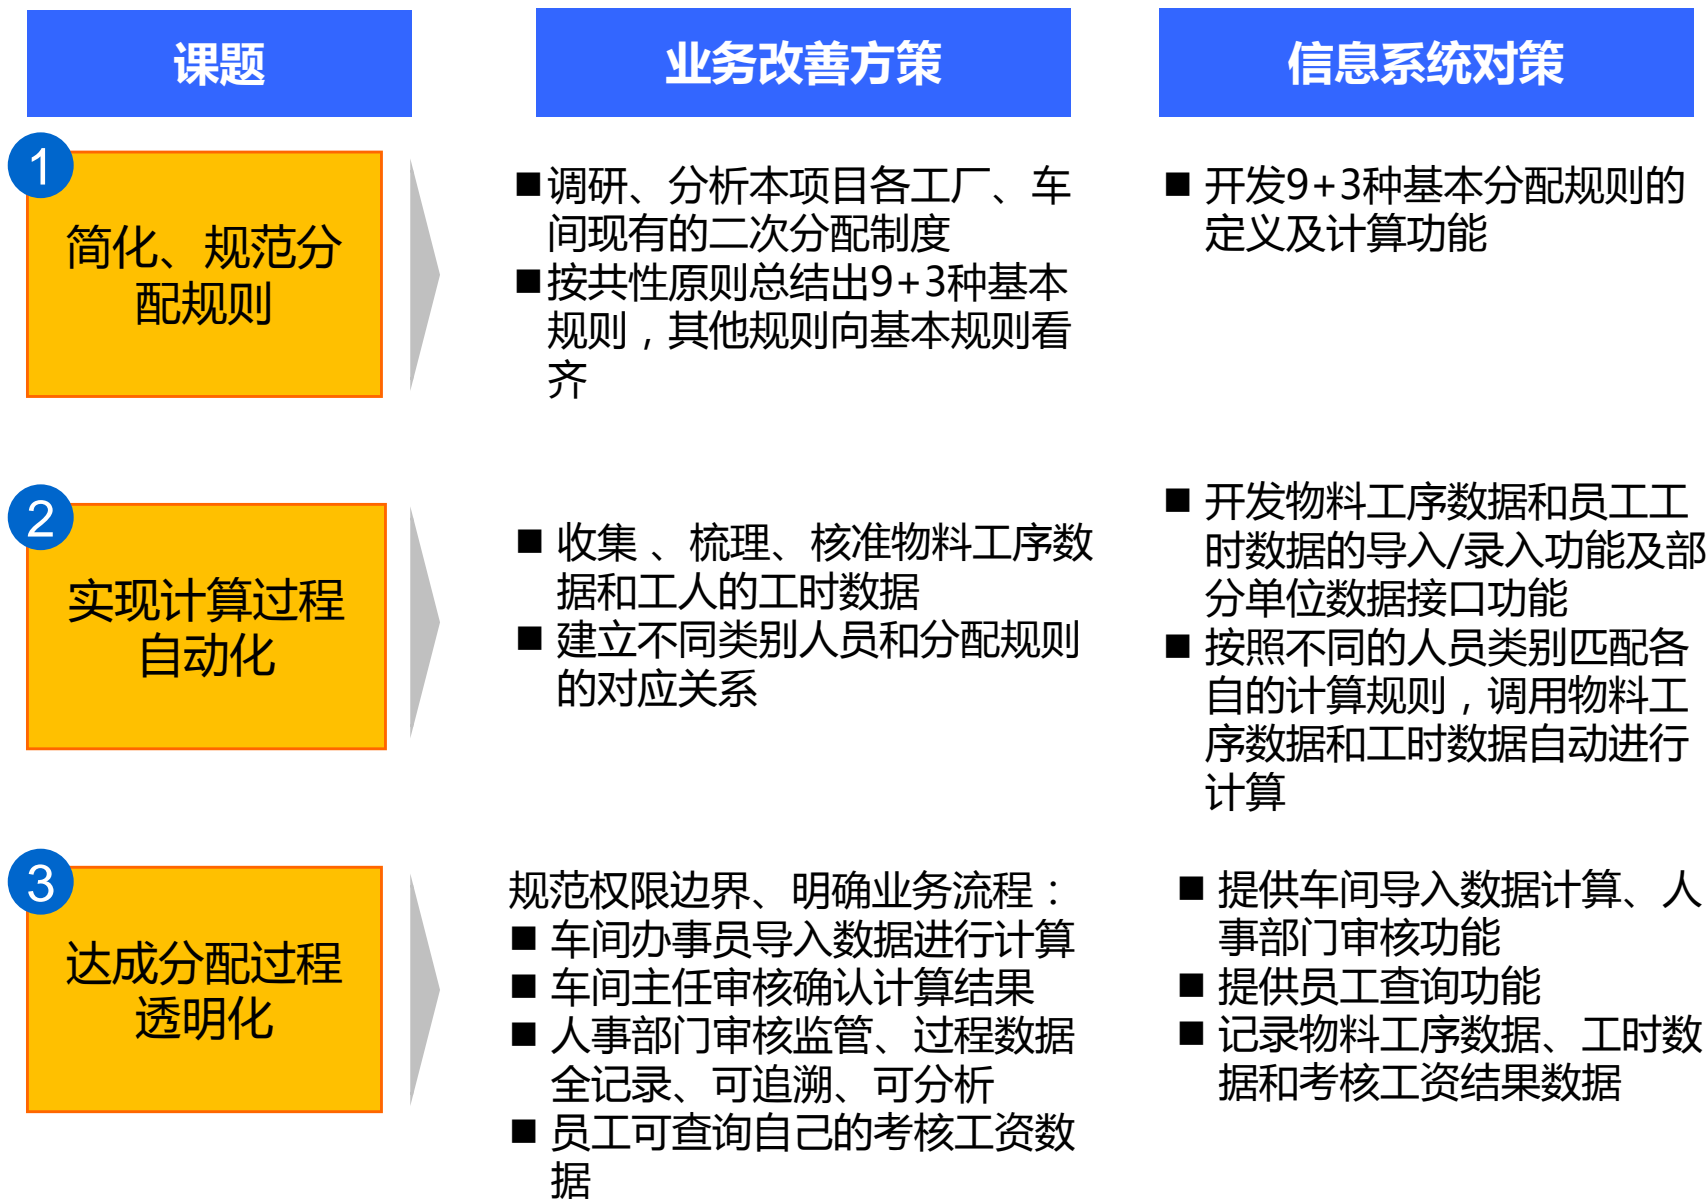 课题
业务改善方策
信息系统对策
1
简化、规范分
配规则
■调研、分析本项目各工厂、车
间现有的二次分配制度
■按共性原则总结出9+3种基本
规则，其他规则向基本规则看
齐
■ 开发9+3种基本分配规则的
定义及计算功能
2
实现计算过程
自动化
■ 收集 、梳理、核准物料工序数
据和工人的工时数据
■ 建立不同类别人员和分配规则
的对应关系
■ 开发物料工序数据和员工工
时数据的导入/录入功能及部
分单位数据接口功能
■ 按照不同的人员类别匹配各
自的计算规则，调用物料工
序数据和工时数据自动进行
计算
3
达成分配过程
透明化
规范权限边界、明确业务流程：
■ 车间办事员导入数据进行计算
■ 车间主任审核确认计算结果
■ 人事部门审核监管、过程数据
全记录、可追溯、可分析
■ 员工可查询自己的考核工资数
据
■ 提供车间导入数据计算、人
事部门审核功能
■ 提供员工查询功能
■ 记录物料工序数据、工时数
据和考核工资结果数据